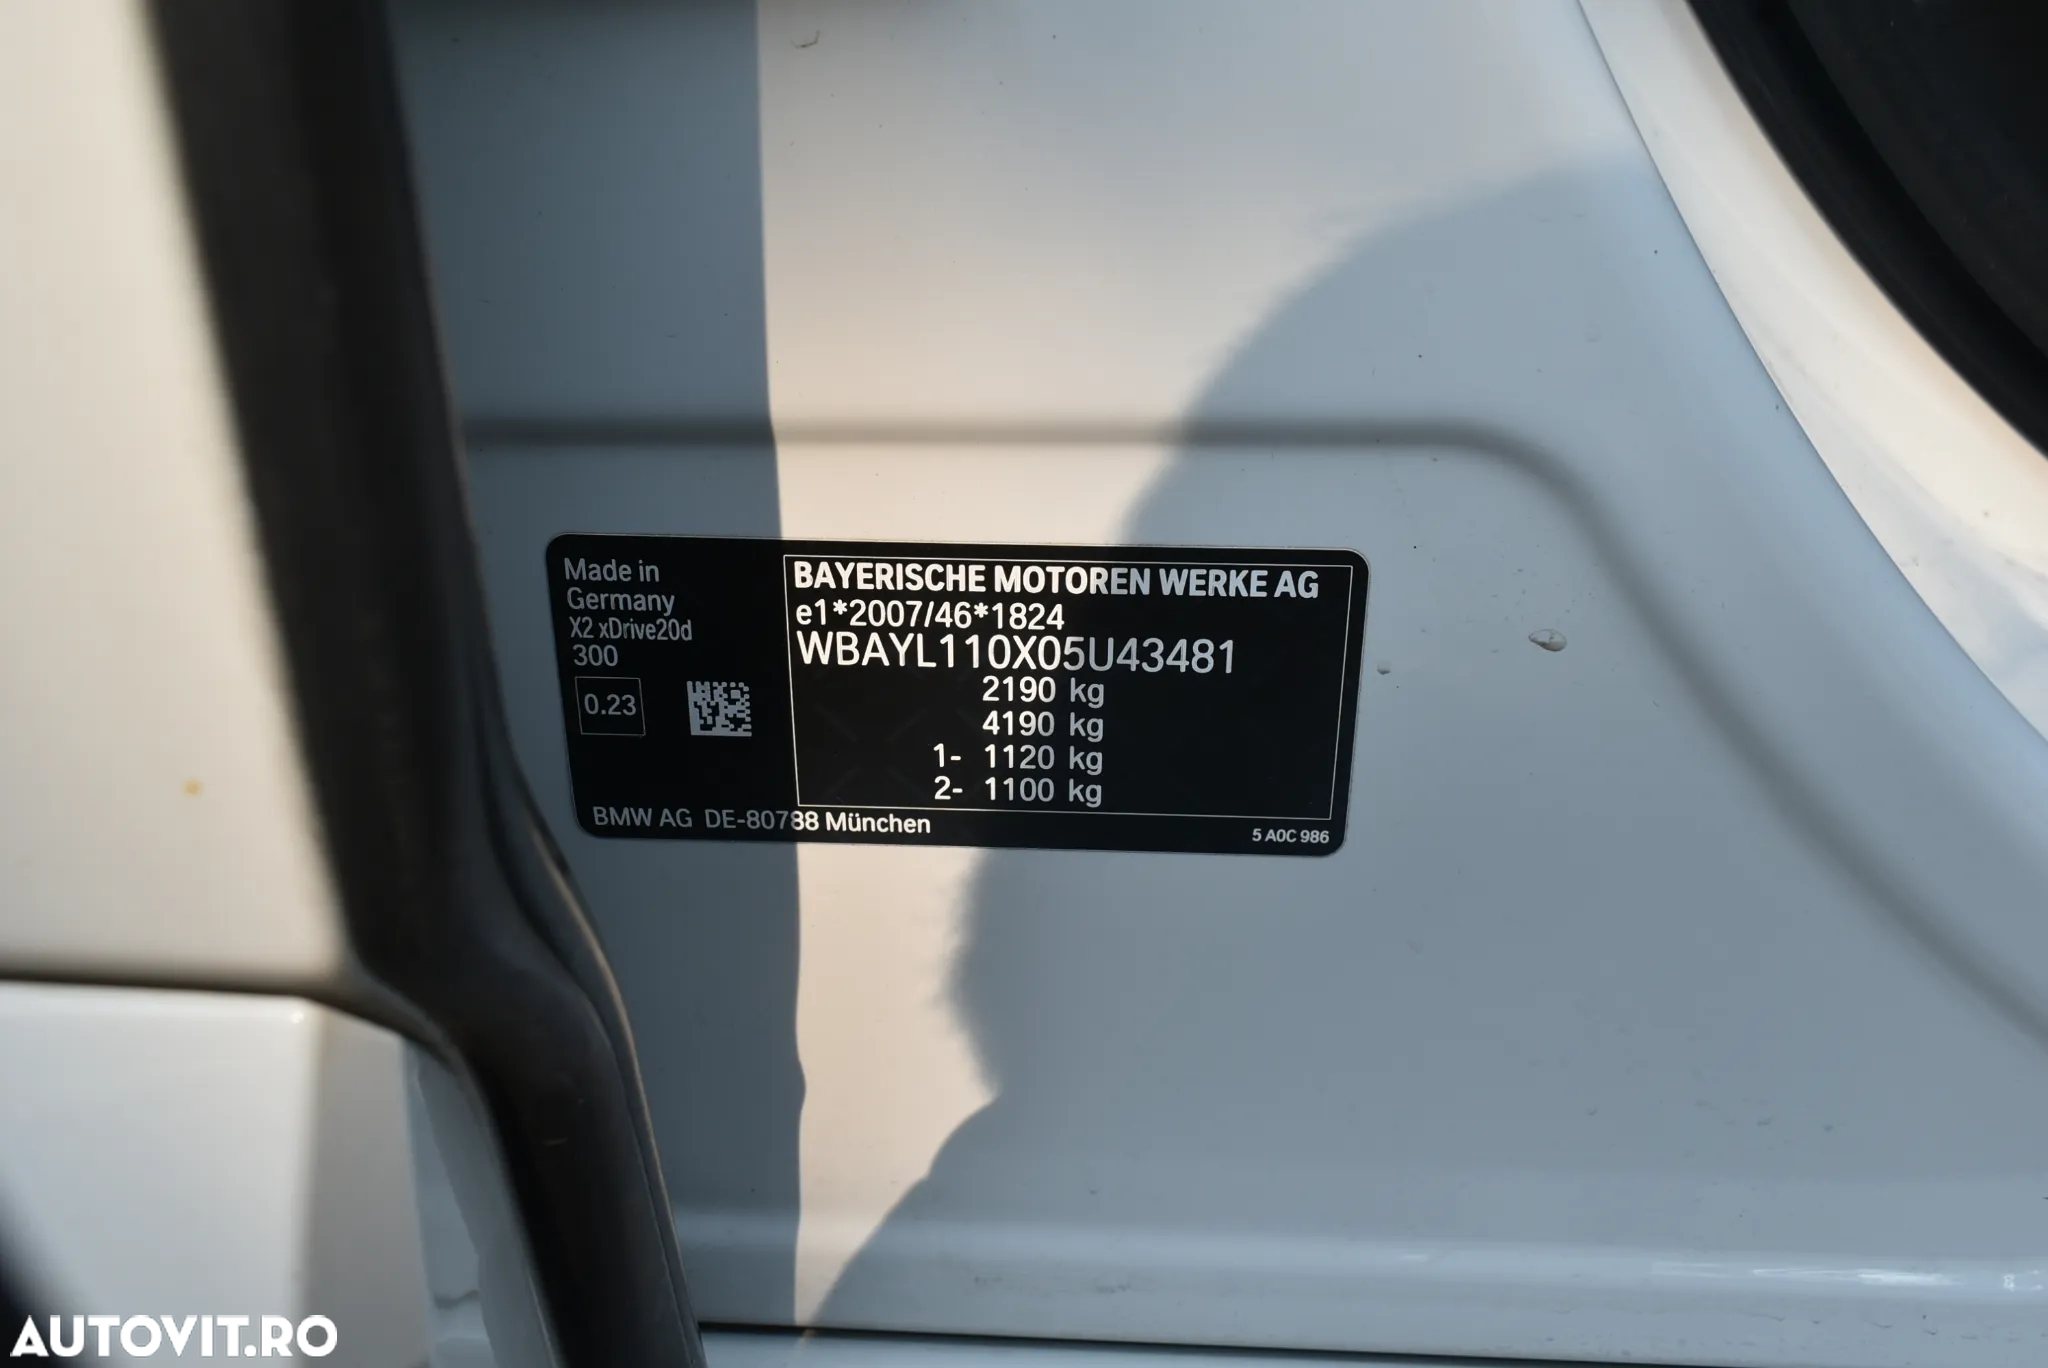 Made in
Germany
X2 xDrive20d
300
0.23
BAYERISCHE MOTOREN WERKE AG
e1*2007/46*1824
WBAYL110X05U43481
2190 kg
4190 kg
1- 1120 kg
2- 1100 kg
BMW AG DE-80788 München
5 A0C 986
AUTOVIT.RO